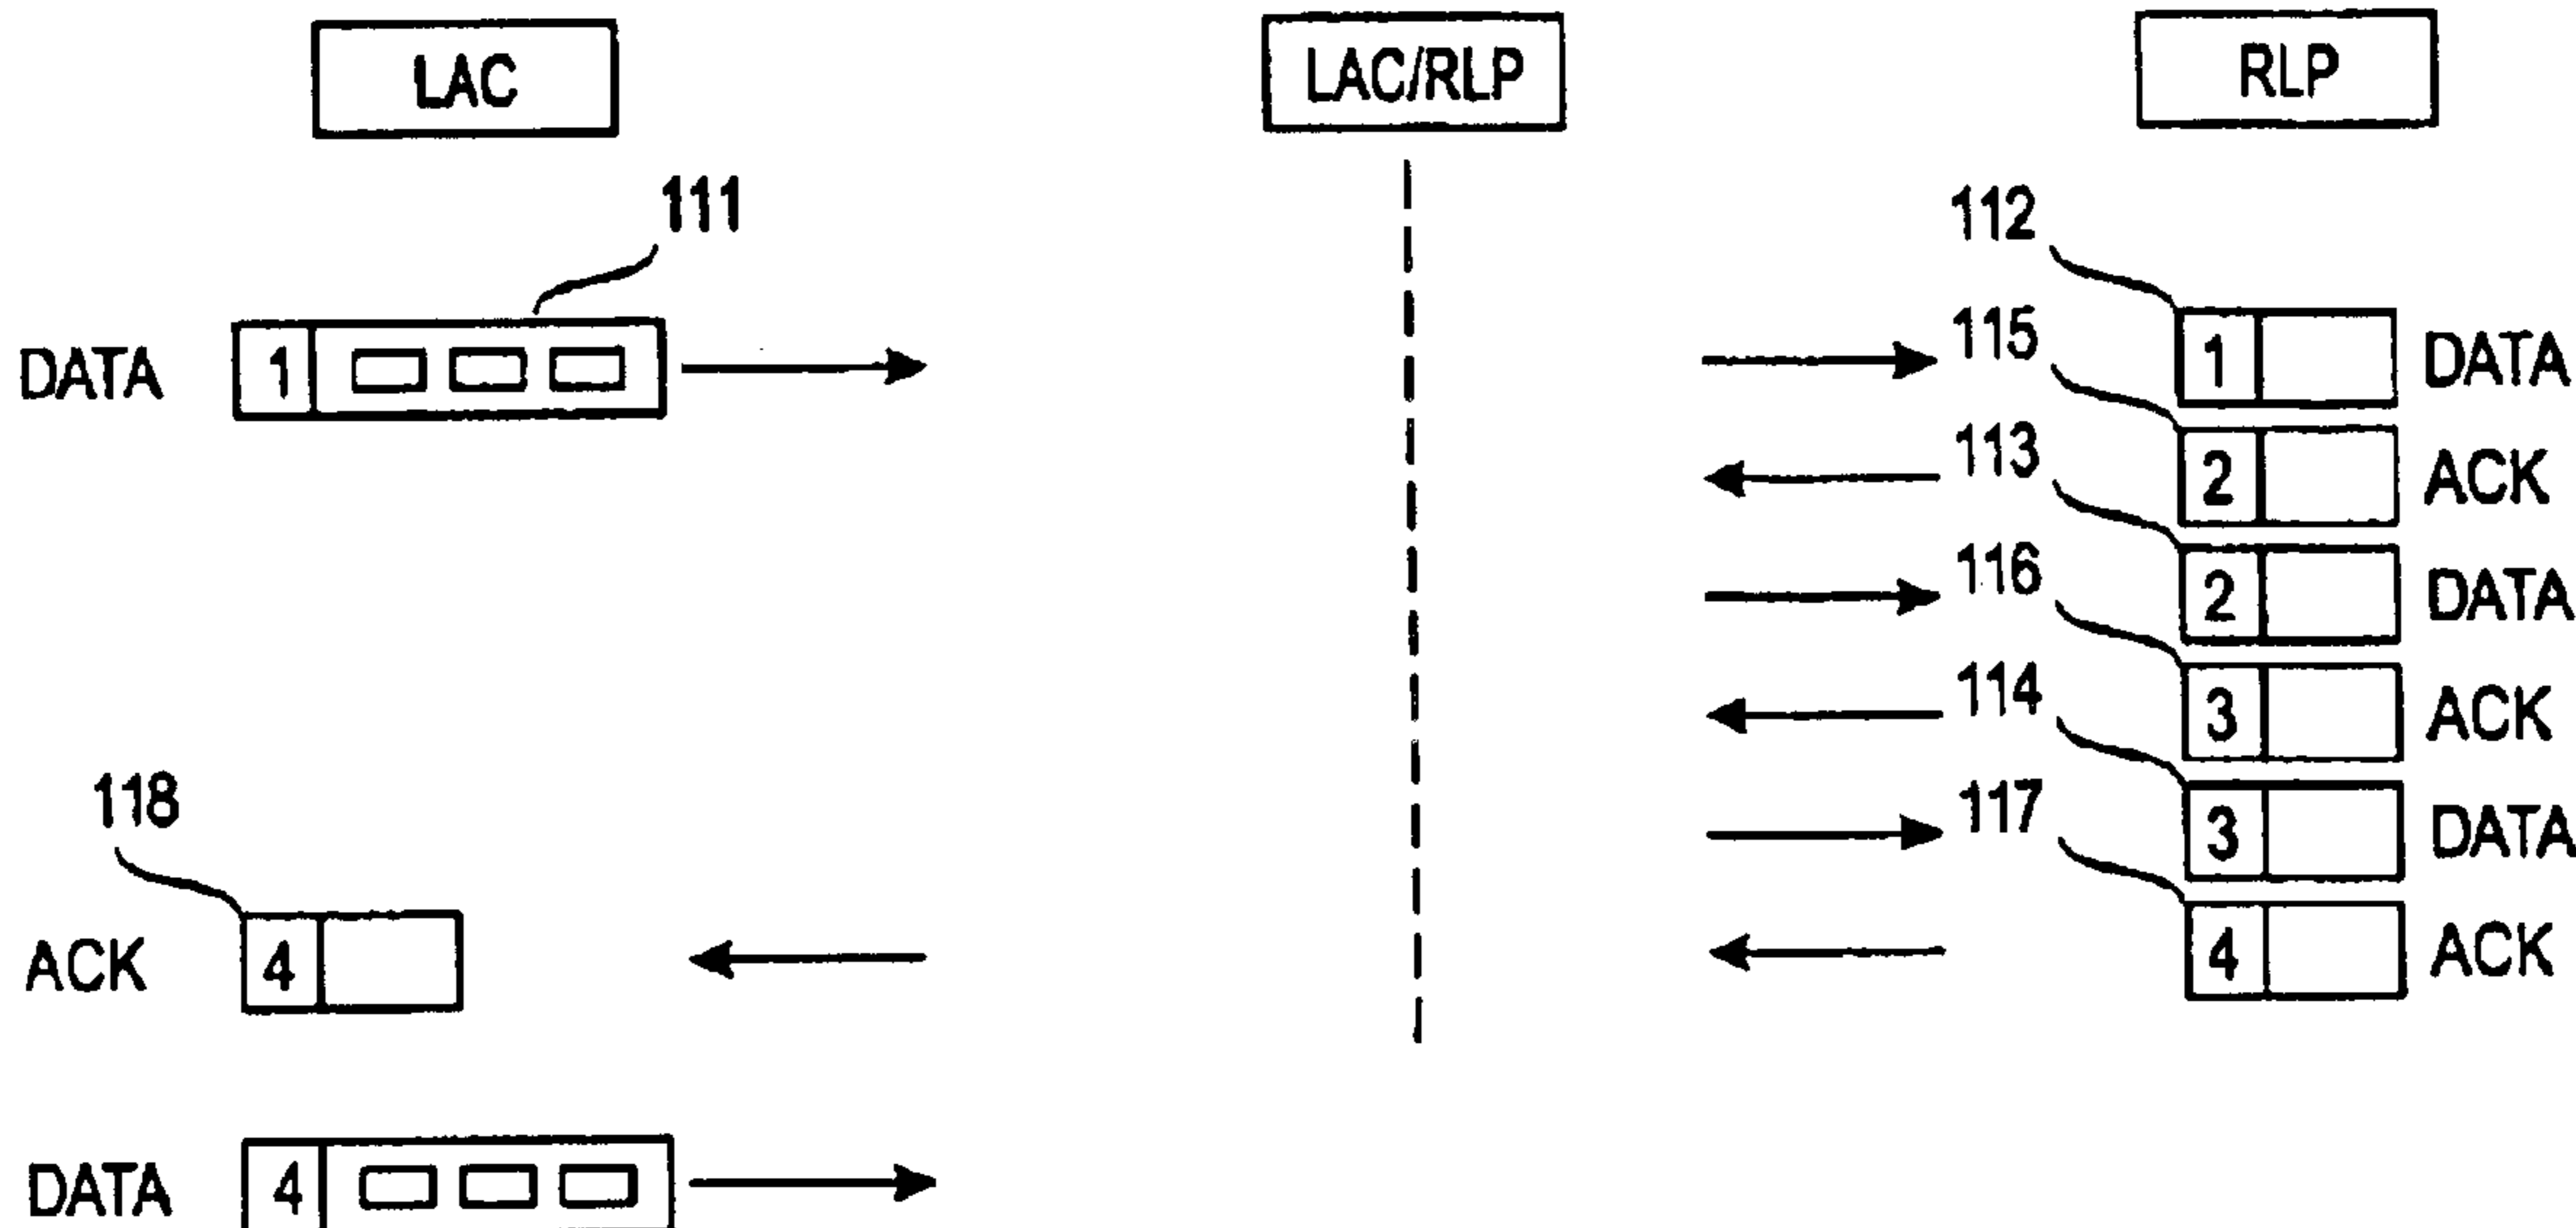 LAC
LAC/RLP
RLP
111
112
DATA 1
115 1 DATA
113 2 ACK
116 2 DATA
114 3 ACK
118
117 3 DATA
ACK 4
4 ACK
DATA 4